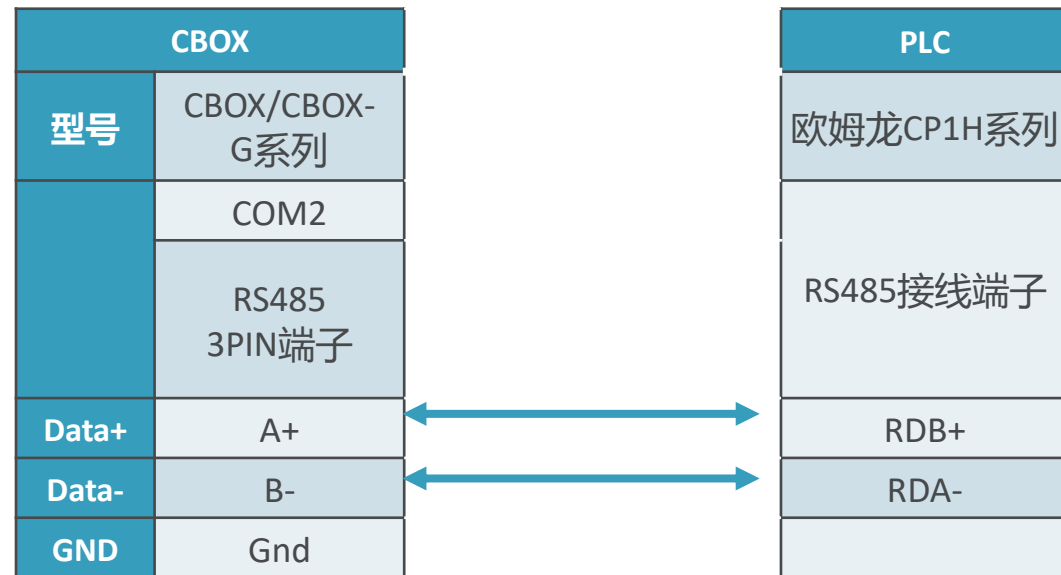 CBOX
PLC
型号
CBOX/CBOX-
G系列
欧姆龙CP1H系列
COM2
RS485
3PIN端子
RS485接线端子
Data+
A+
RDB+
Data-
B-
RDA-
GND
Gnd